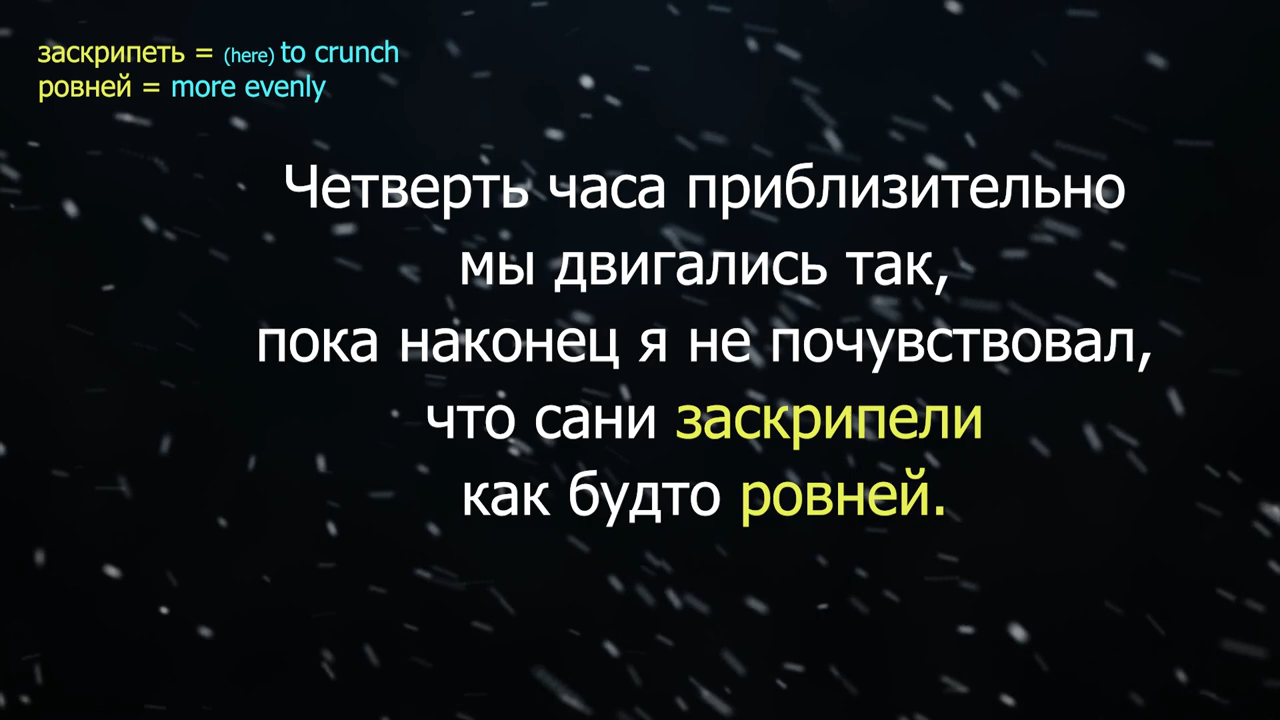 заскрипеть = (here) to crunch
ровней = more evenly
Четверть часа приблизительно
мы двигались так,
пока наконец я не почувствовал,
что сани заскрипели
как будто ровней.